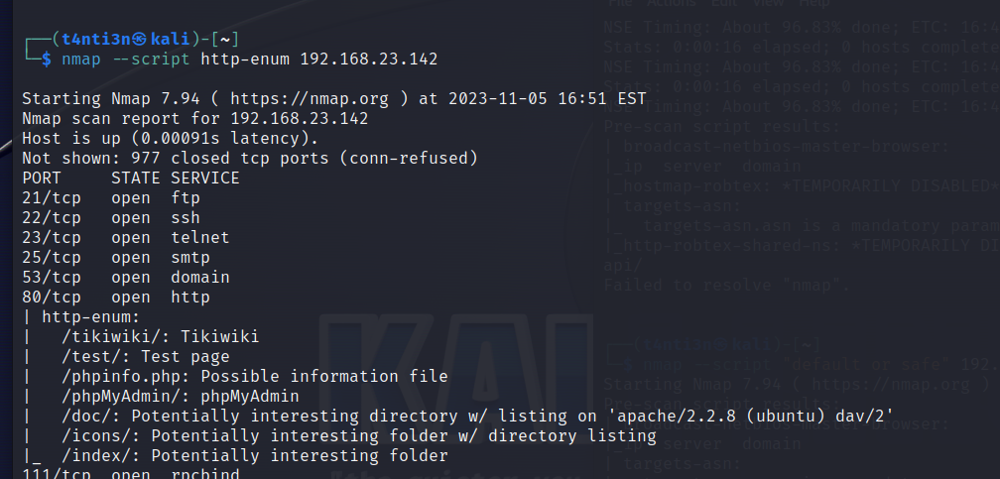 File Actions Edit View Help
┌──(t4nti3n㉿kali)-[~]
└─$ nmap --script http-enum 192.168.23.142
Starting Nmap 7.94 ( https://nmap.org ) at 2023-11-05 16:51 EST
Nmap scan report for 192.168.23.142
Host is up (0.00091s latency).
Not shown: 977 closed tcp ports (conn-refused)
PORT     STATE SERVICE
21/tcp   open  ftp
22/tcp   open  ssh
23/tcp   open  telnet
25/tcp   open  smtp
53/tcp   open  domain
80/tcp   open  http
| http-enum:
|   /tikiwiki/: Tikiwiki
|   /test/: Test page
|   /phpinfo.php: Possible information file
|   /phpMyAdmin/: phpMyAdmin
|   /doc/: Potentially interesting directory w/ listing on 'apache/2.2.8 (ubuntu) dav/2'
|   /icons/: Potentially interesting folder w/ directory listing
|_  /index/: Potentially interesting folder
111/tcp  open  rpcbind
NSE Timing: About 96.83% done; ETC: 16:4
Stats: 0:00:16 elapsed; 0 hosts complete
NSE Timing: About 96.83% done; ETC: 16:4
Stats: 0:00:16 elapsed; 0 hosts complete
Timing: About 96.83% done; ETC: 16:4
Pre-scan script results:
| broadcast-netbios-master-browser:
|_ip  server  domain
|_hostmap-robtex: *TEMPORARILY DISABLED*
| targets-asn:
|_  targets-asn.asn is a mandatory param
|_http-robtex-shared-ns: *TEMPORARILY DI
api/
Failed to resolve "nmap".
┌──(t4nti3n㉿kali)-[~]
└─$ nmap --script "default or safe" 192.
Starting Nmap 7.94 ( https://nmap.org )
Pre-scan script results:
| broadcast-netbios-master-browser:
|_ip  server  domain
| targets-asn:
KAL
"the quieter you